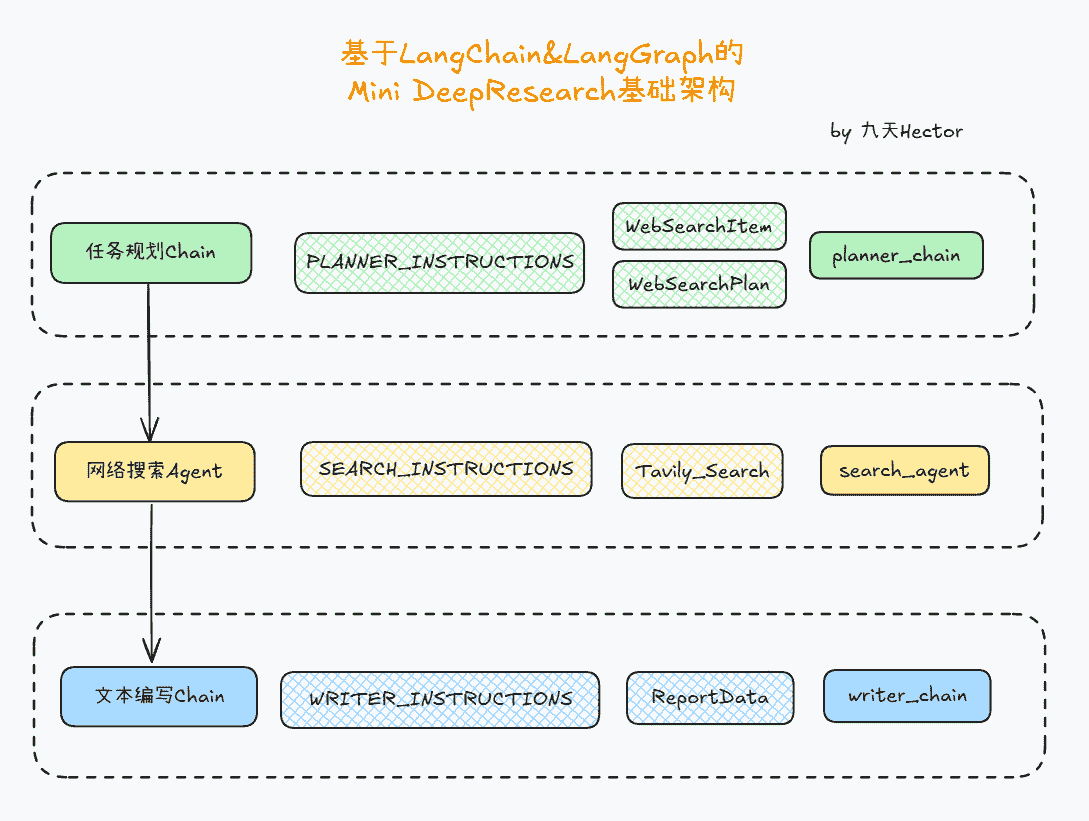 基于LangChain&LangGraph的
Mini DeepResearch基础架构
by 九天Hector
任务规划Chain
PLANNER_INSTRUCTIONS
WebSearchItem
WebSearchPlan
planner_chain
网络搜索Agent
SEARCH_INSTRUCTIONS
Tavily_Search
search_agent
文本编写Chain
WRITER_INSTRUCTIONS
ReportData
writer_chain